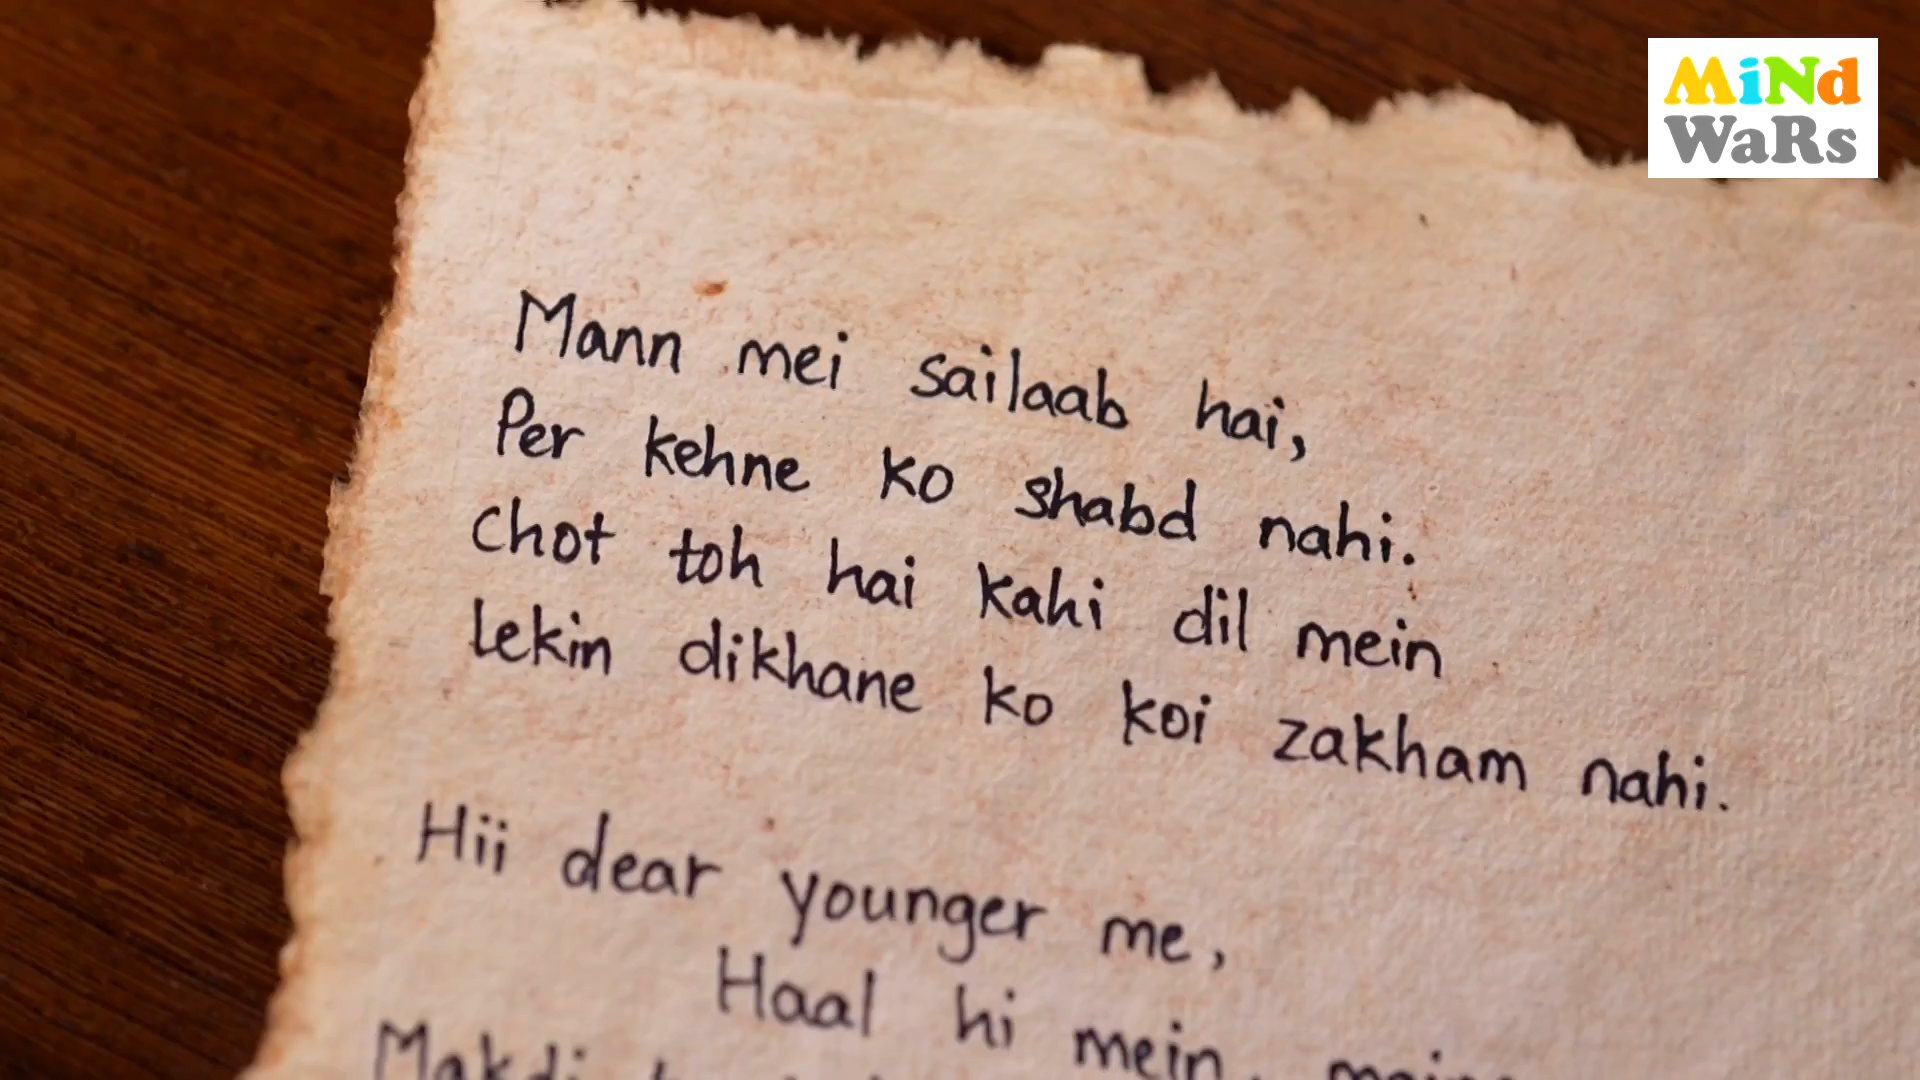 MiNd
WaRs
Mann mei sailaab hai,
Per kehne ko shabd nahi.
Chot toh hai kahi dil mein
lekin dikhane ko koi zakham nahi.
Hii dear younger me,
Haal hi mein,
Makdi